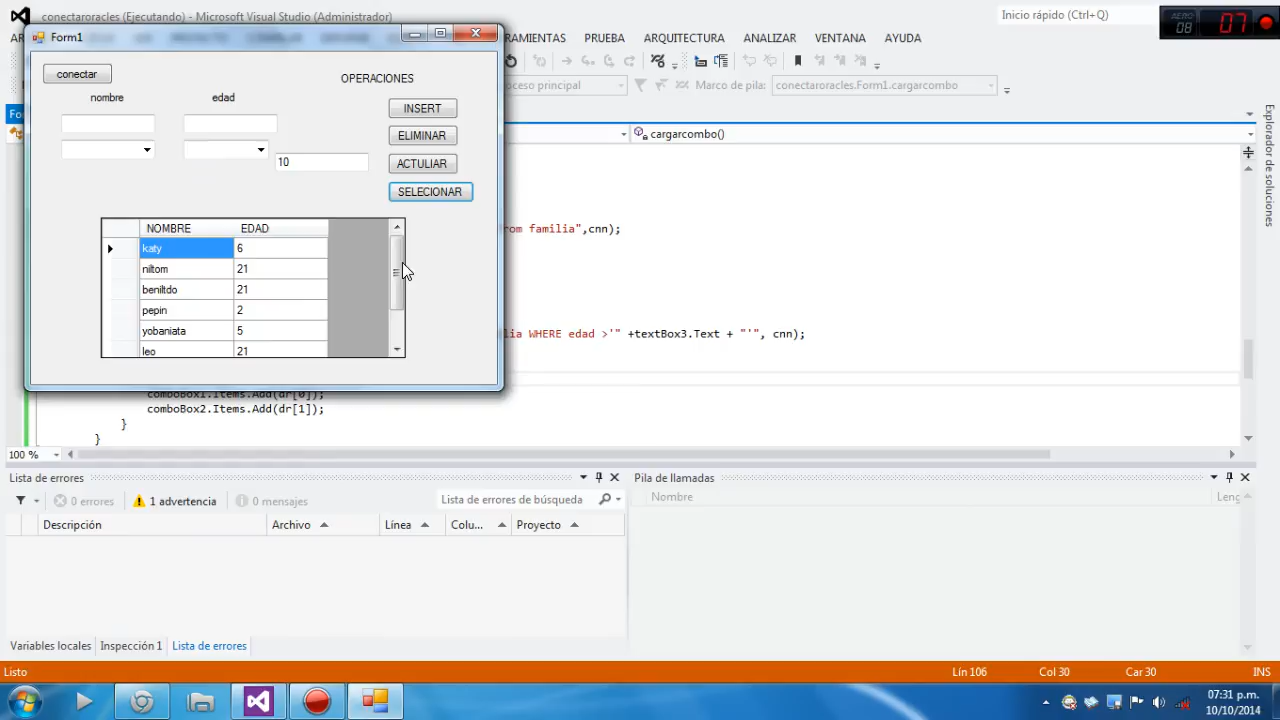 conectaroracles (Ejecutando) - Microsoft Visual Studio (Administrador)
Inicio rápido (Ctrl+Q)
AERO
08
07
PRUEBA
ARQUITECTURA
ANALIZAR
VENTANA
AYUDA
Form1
conectar
OPERACIONES
nombre
edad
INSERT
ELIMINAR
10
ACTULIAR
SELECIONAR
NOMBRE EDAD
katy 6
niltom 21
beniltdo 21
pepin 2
yobaniata 5
leo 21
Marco de pila:
conectaroracles.Form1.cargarcombo
cargarcombo()
Explorador de soluciones
om familia",cnn);
lia WHERE edad >'" +textBox3.Text + "'", cnn);
comboBox1.Items.Add(dr[0]);
comboBox2.Items.Add(dr[1]);
}
}
100 %
Lista de errores
Pila de llamadas
0 errores
1 advertencia
0 mensajes
Lista de errores de búsqueda
Nombre
Descripción
Archivo
Línea
Colu...
Proyecto
Variables locales
Inspección 1
Lista de errores
Listo
Lín 106
Col 30
Car 30
INS
07:31 p.m.
10/10/2014